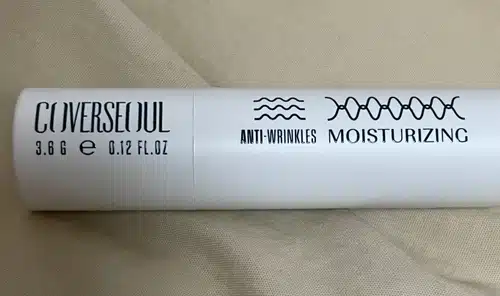 COVERSEOUL
3.6 G ℮ 0.12 FL.OZ
ANTI-WRINKLES
MOISTURIZING